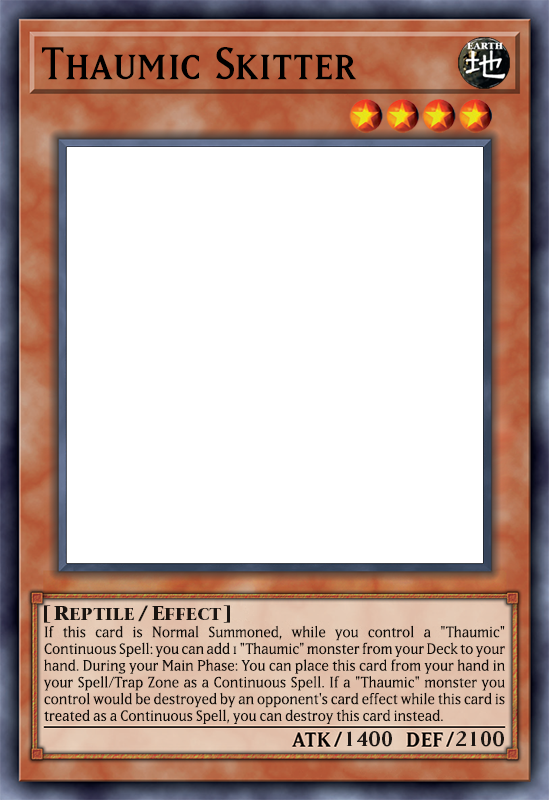 Thaumic Skitter
EARTH
地
[ Reptile / Effect ]
If this card is Normal Summoned, while you control a "Thaumic"
Continuous Spell: you can add 1 "Thaumic" monster from your Deck to your
hand. During your Main Phase: You can place this card from your hand in
your Spell/Trap Zone as a Continuous Spell. If a "Thaumic" monster you
control would be destroyed by an opponent's card effect while this card is
treated as a Continuous Spell, you can destroy this card instead.
ATK/1400 DEF/2100